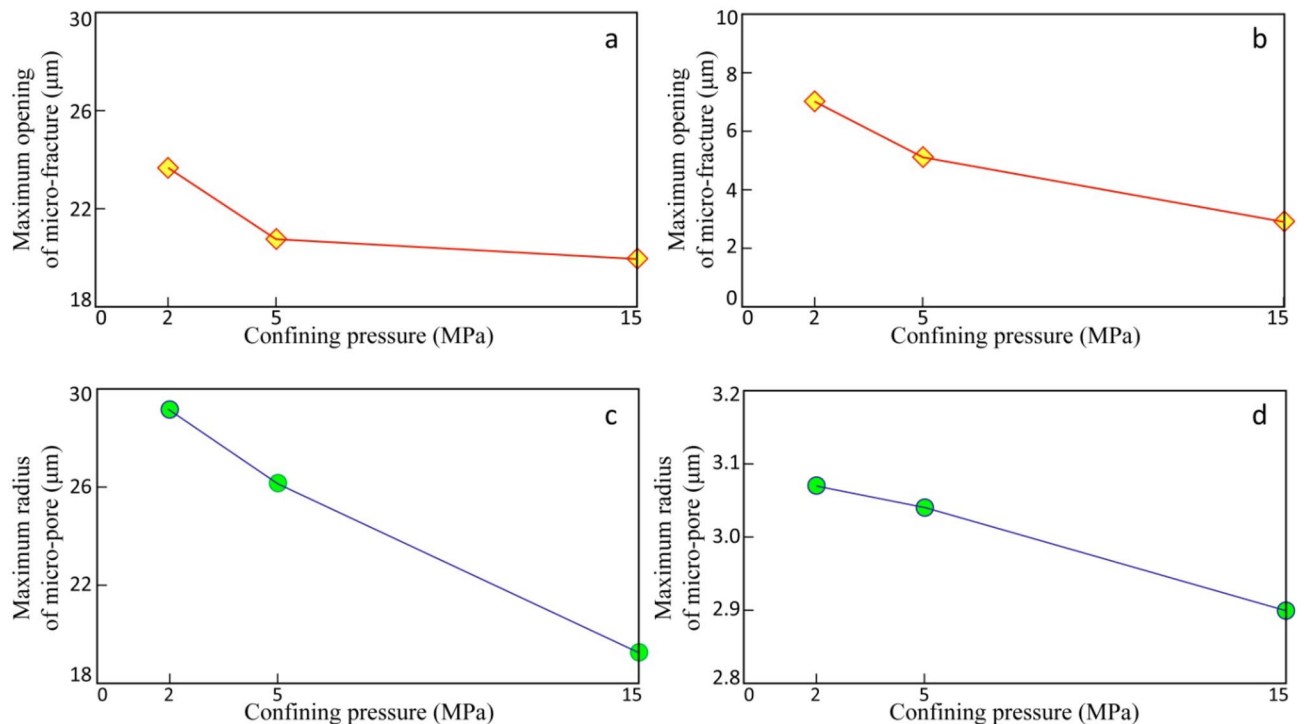 a
Maximum opening
of micro-fracture (μm)
30
26
22
18
0
2
5
15
Confining pressure (MPa)
b
Maximum opening
of micro-fracture (μm)
10
8
6
4
2
0
0
2
5
15
Confining pressure (MPa)
c
Maximum radius
of micro-pore (μm)
30
26
22
18
0
2
5
15
Confining pressure (MPa)
d
Maximum radius
of micro-pore (μm)
3.2
3.1
3.0
2.9
2.8
0
2
5
15
Confining pressure (MPa)